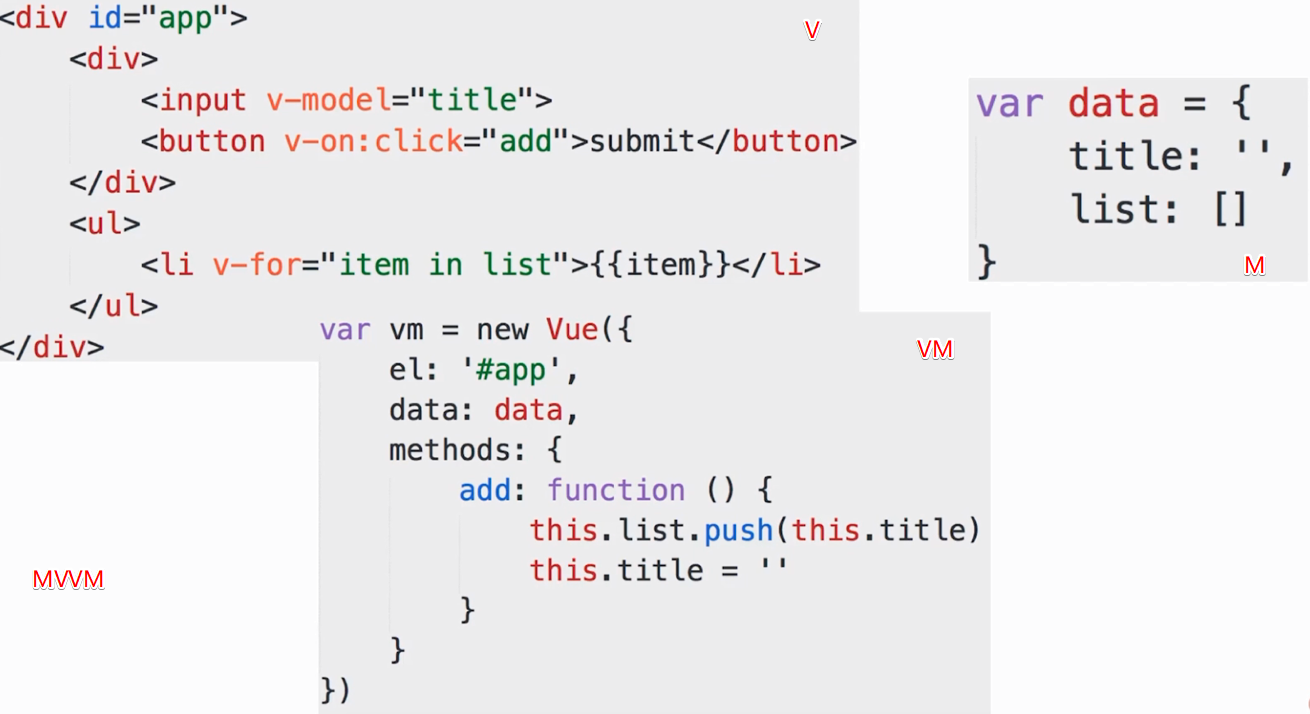 <div id="app">
    <div>
        <input v-model="title">
        <button v-on:click="add">submit</button>
    </div>
    <ul>
        <li v-for="item in list">{{item}}</li>
    </ul>
</div>
V
var data = {
    title: '',
    list: []
}
M
var vm = new Vue({
    el: '#app',
    data: data,
    methods: {
        add: function () {
            this.list.push(this.title)
            this.title = ''
        }
    }
})
VM
MVVM